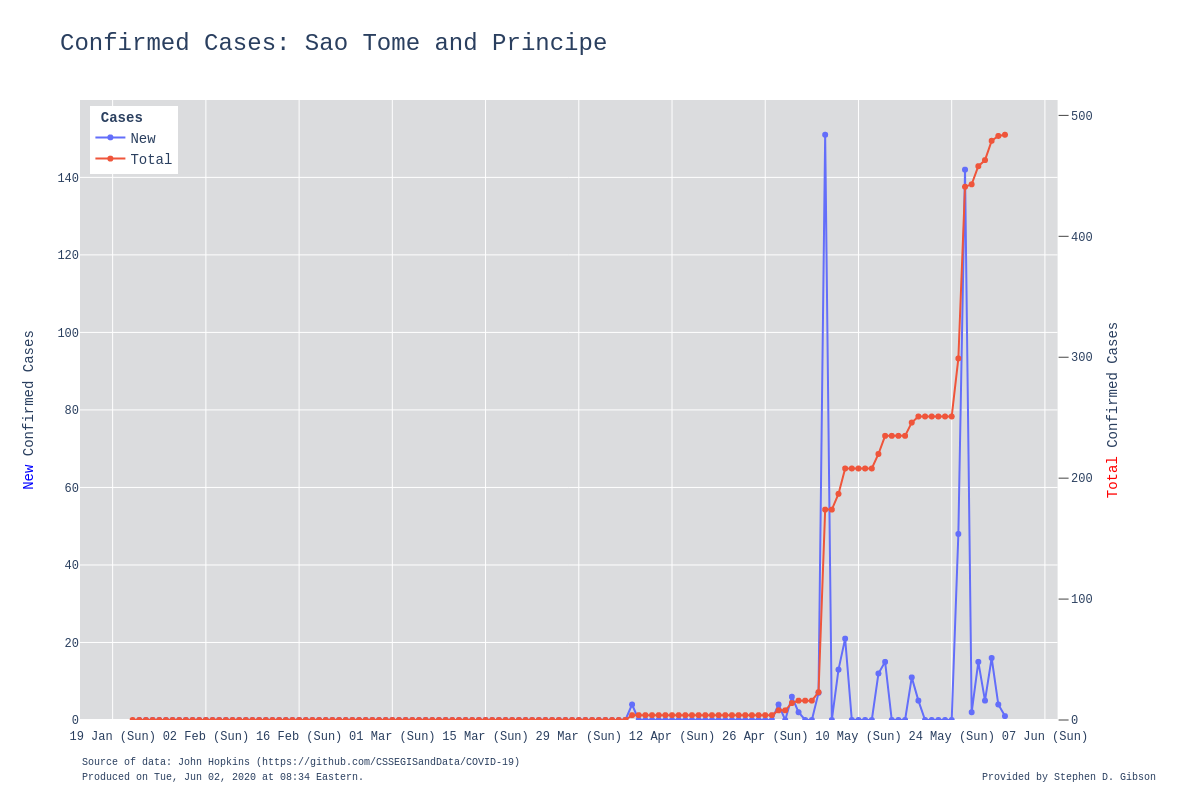 Confirmed Cases: Sao Tome and Principe
Cases
New
Total
140
120
100
80
60
40
20
0
500
400
300
200
100
0
New Confirmed Cases
Total Confirmed Cases
19 Jan (Sun) 02 Feb (Sun) 16 Feb (Sun) 01 Mar (Sun) 15 Mar (Sun) 29 Mar (Sun) 12 Apr (Sun) 26 Apr (Sun) 10 May (Sun) 24 May (Sun) 07 Jun (Sun)
Source of data: John Hopkins (https://github.com/CSSEGISandData/COVID-19)
Produced on Tue, Jun 02, 2020 at 08:34 Eastern.
Provided by Stephen D. Gibson